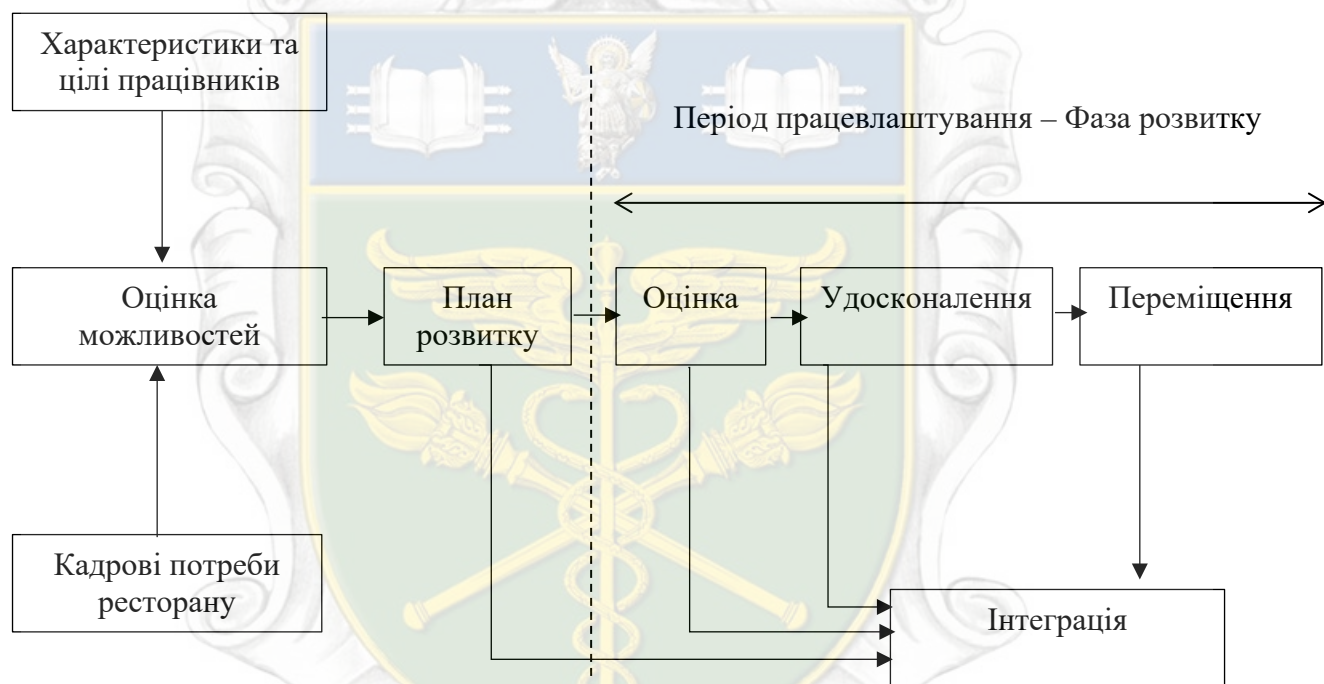 Характеристики та
цілі працівників
Період працевлаштування – Фаза розвитку
Оцінка
можливостей
План
розвитку
Оцінка
Удосконалення
Переміщення
Кадрові потреби
ресторану
Інтеграція